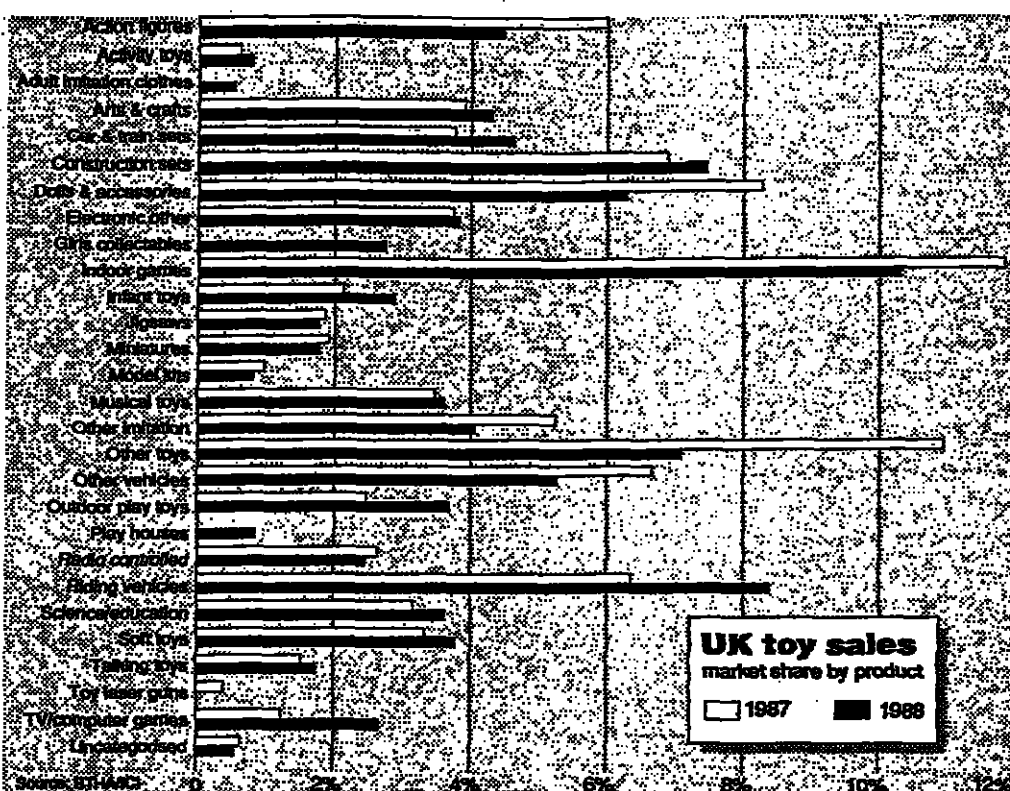 Action figures
Activity toys
Adult imitation clothes
Arts & crafts
Car & train sets
Construction sets
Dolls & accessories
Electronic other
Girls collectables
Indoor games
Infant toys
Jigsaws
Miniatures
Model
Musical toys
Other imitation
Other toys
Other vehicles
Outdoor play toys
Play houses
Radio controlled
Riding vehicles
Science/education
Soft toys
Talking toys
Toy laser guns
TV/computer games
Uncategorised
UK toy sales
market share by product
1987 1988
Source:
0 2% 4% 6% 8% 10% 12%